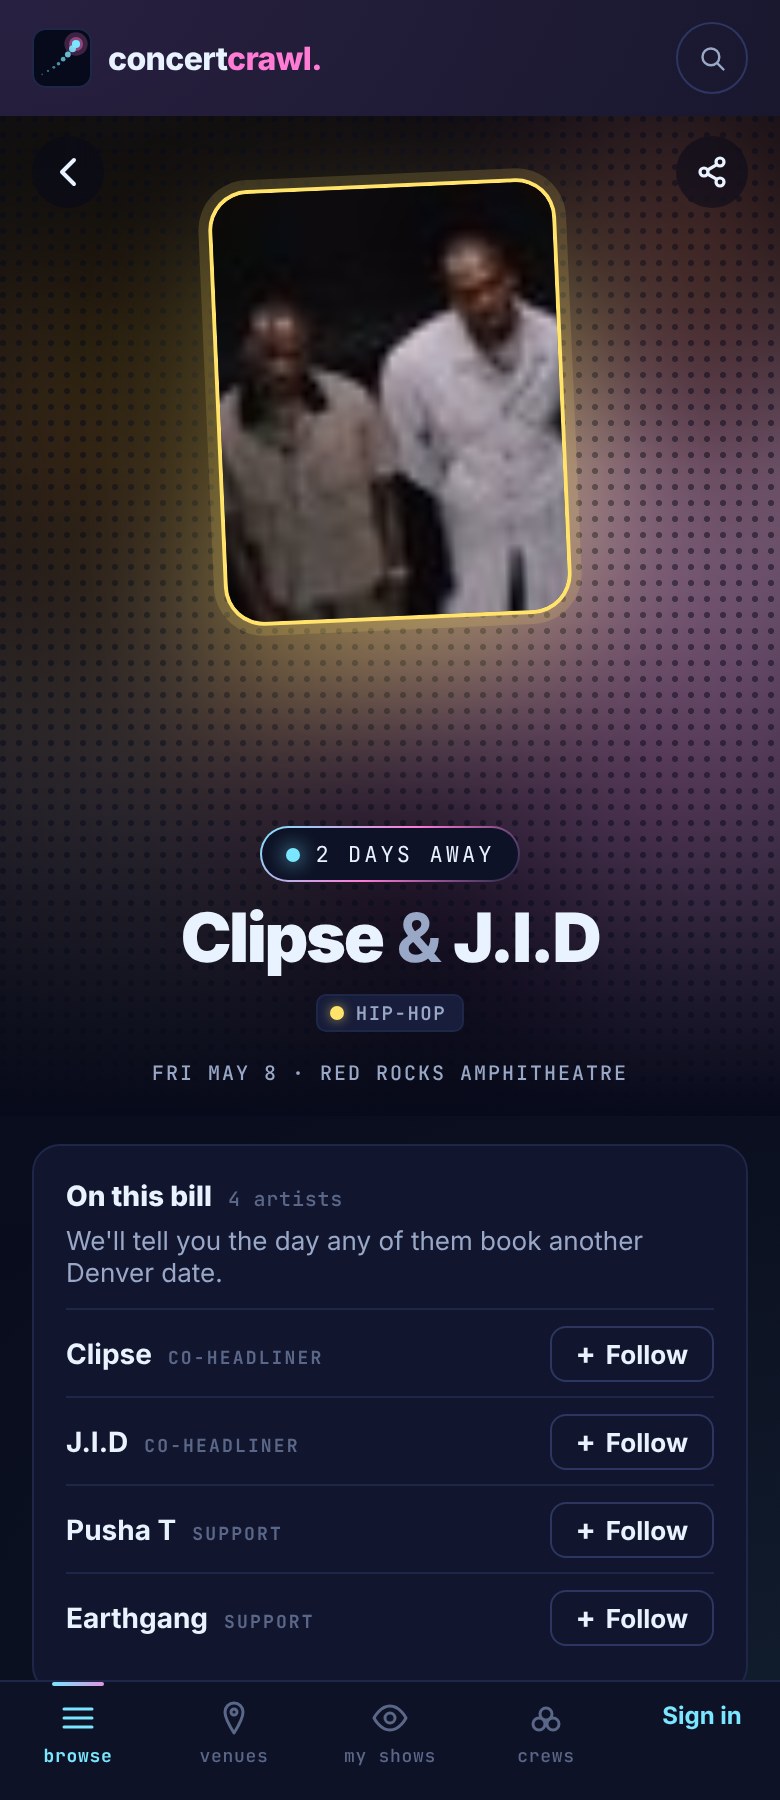 concertcrawl.
2 DAYS AWAY
Clipse & J.I.D
HIP-HOP
FRI MAY 8 · RED ROCKS AMPHITHEATRE
On this bill 4 artists
We'll tell you the day any of them book another
Denver date.
Clipse CO-HEADLINER + Follow
J.I.D CO-HEADLINER + Follow
Pusha T SUPPORT + Follow
Earthgang SUPPORT + Follow
browse venues my shows crews Sign in